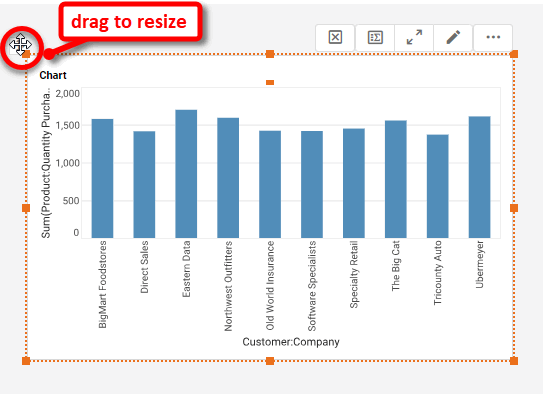 drag to resize
Chart
Sum(Product:Quantity Purcha..
2,000
1,500
1,000
500
0
BigMart Foodstores
Direct Sales
Eastern Data
Northwest Outfitters
Old World Insurance
Software Specialists
Specialty Retail
The Big Cat
Tricounty Auto
Ubermeyer
Customer:Company